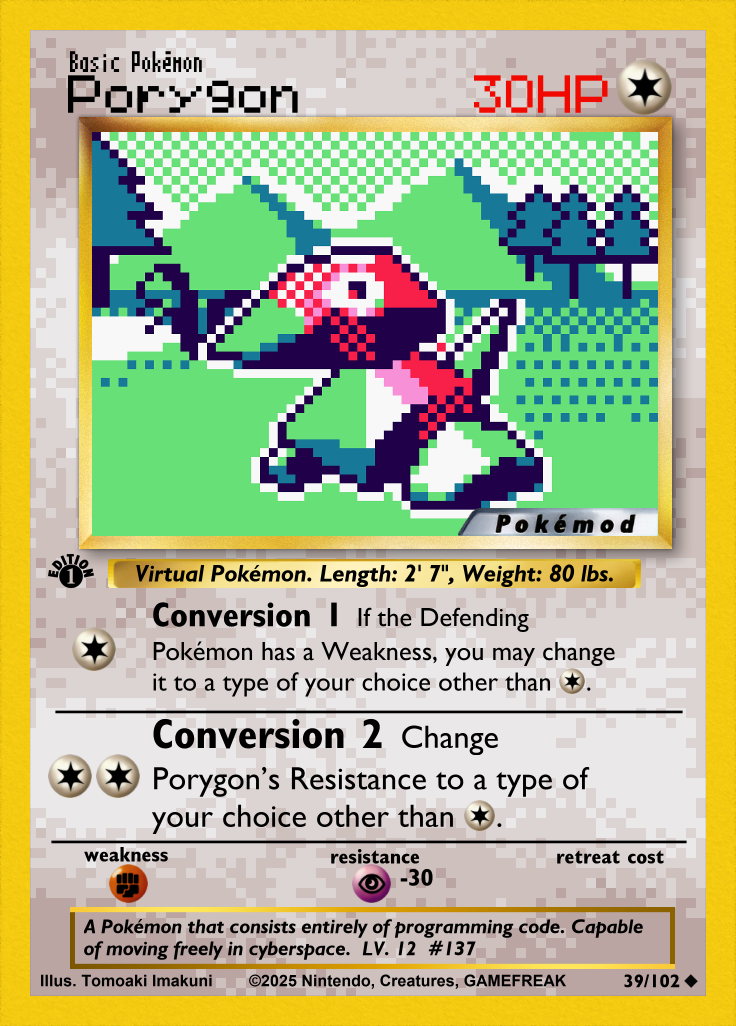 Basic Pokémon
Porygon 30HP
Pokémod
EDITION 1
Virtual Pokémon. Length: 2' 7", Weight: 80 lbs.
Conversion 1 If the Defending
Pokémon has a Weakness, you may change
it to a type of your choice other than .
Conversion 2 Change
Porygon's Resistance to a type of
your choice other than .
weakness resistance retreat cost
-30
A Pokémon that consists entirely of programming code. Capable
of moving freely in cyberspace. LV. 12 #137
Illus. Tomoaki Imakuni ©2025 Nintendo, Creatures, GAMEFREAK 39/102